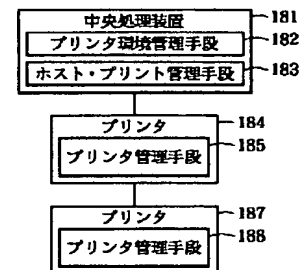 中央処理装置 181
プリンタ環境管理手段 182
ホスト・プリント管理手段 183
プリンタ 184
プリンタ管理手段 185
プリンタ 187
プリンタ管理手段 188